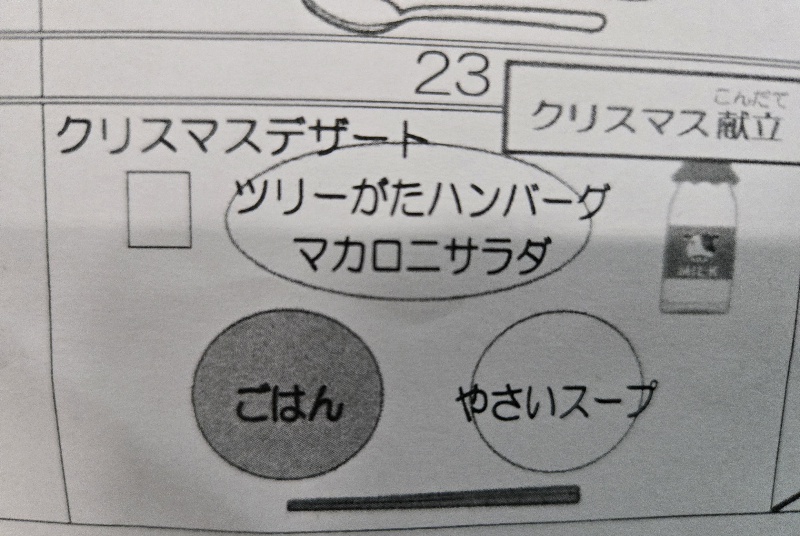 23
こんだて
クリスマス献立
クリスマスデザート
ツリーがたハンバーグ
マカロニサラダ
MILK
ごはん
やさいスープ